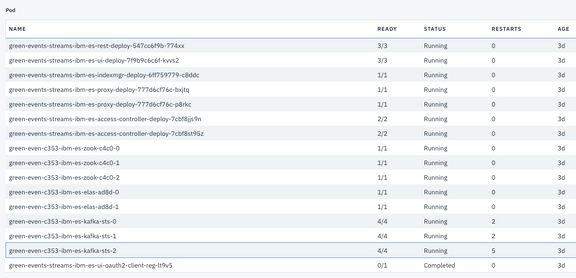 Pod
NAME READY STATUS RESTARTS AGE
green-events-streams-ibm-es-rest-deploy-547cc6f9b-774xx 3/3 Running 0 3d
green-events-streams-ibm-es-ui-deploy-7f9b9c6c6f-kvvs2 3/3 Running 0 3d
green-events-streams-ibm-es-indexmgr-deploy-6ff759779-c8ddc 1/1 Running 0 3d
green-events-streams-ibm-es-proxy-deploy-777d6cf76c-bxjtq 1/1 Running 0 3d
green-events-streams-ibm-es-proxy-deploy-777d6cf76c-p8rkc 1/1 Running 0 3d
green-events-streams-ibm-es-access-controller-deploy-7cbf8jjs9n 2/2 Running 0 3d
green-events-streams-ibm-es-access-controller-deploy-7cbf8st95z 2/2 Running 0 3d
green-even-c353-ibm-es-zook-c4c0-0 1/1 Running 0 3d
green-even-c353-ibm-es-zook-c4c0-1 1/1 Running 0 3d
green-even-c353-ibm-es-zook-c4c0-2 1/1 Running 0 3d
green-even-c353-ibm-es-elas-ad8d-0 1/1 Running 0 3d
green-even-c353-ibm-es-elas-ad8d-1 1/1 Running 0 3d
green-even-c353-ibm-es-kafka-sts-0 4/4 Running 2 3d
green-even-c353-ibm-es-kafka-sts-1 4/4 Running 2 3d
green-even-c353-ibm-es-kafka-sts-2 4/4 Running 5 3d
green-events-streams-ibm-es-ui-oauth2-client-reg-lt9v5 0/1 Completed 0 3d